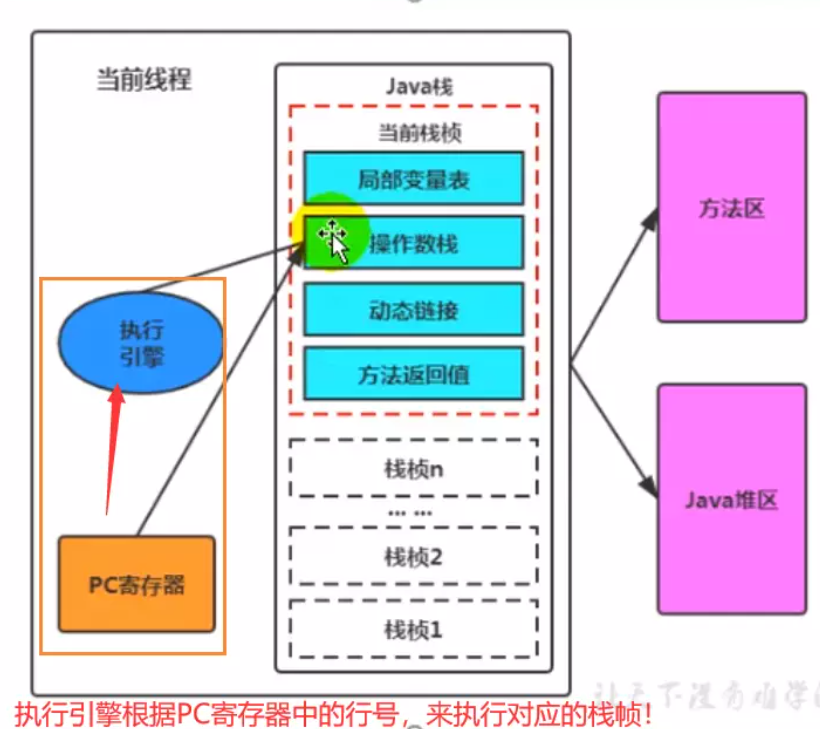 当前线程
Java栈
当前栈桢
局部变量表
操作数栈
动态链接
方法返回值
执行
引擎
PC寄存器
栈桢n
... ...
栈桢2
栈桢1
方法区
Java堆区
执行引擎根据PC寄存器中的行号，来执行对应的栈帧！